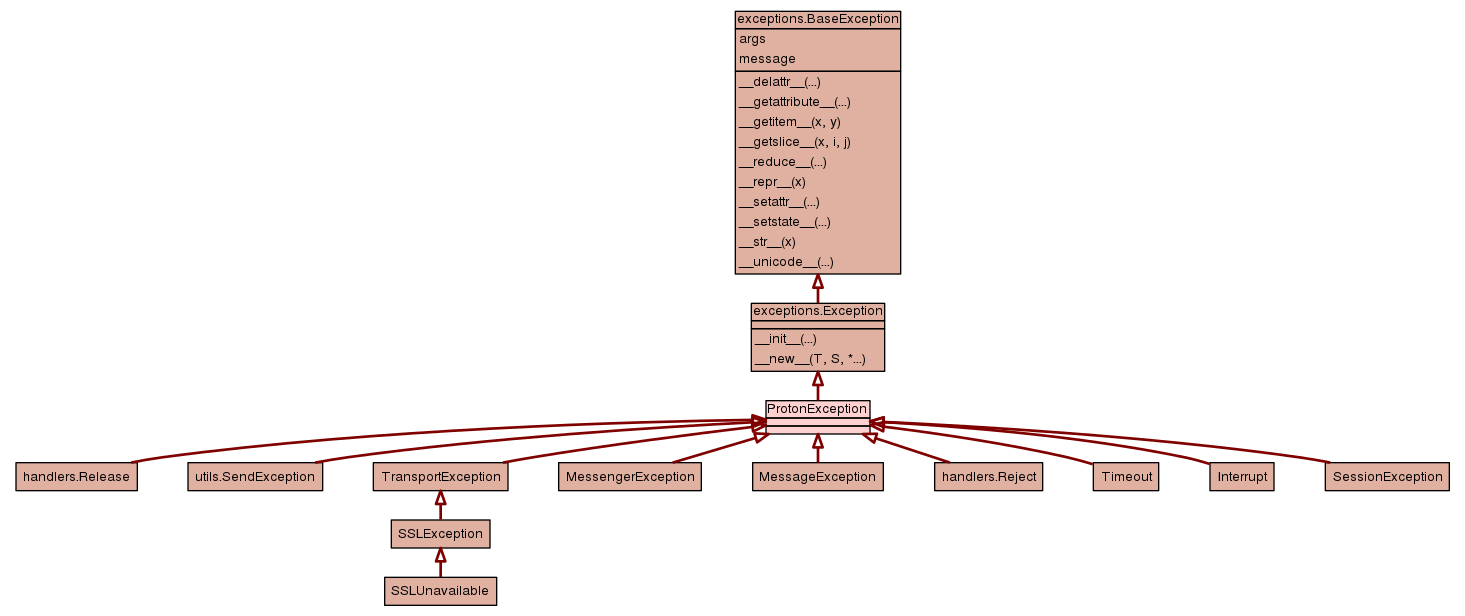 exceptions.BaseException
args
message
__delattr__(...)
__getattribute__(...)
__getitem__(x, y)
__getslice__(x, i, j)
__reduce__(...)
__repr__(x)
__setattr__(...)
__setstate__(...)
__str__(x)
__unicode__(...)
exceptions.Exception
__init__(...)
__new__(T, S, *...)
ProtonException
handlers.Release
utils.SendException
TransportException
MessengerException
MessageException
handlers.Reject
Timeout
Interrupt
SessionException
SSLException
SSLUnavailable